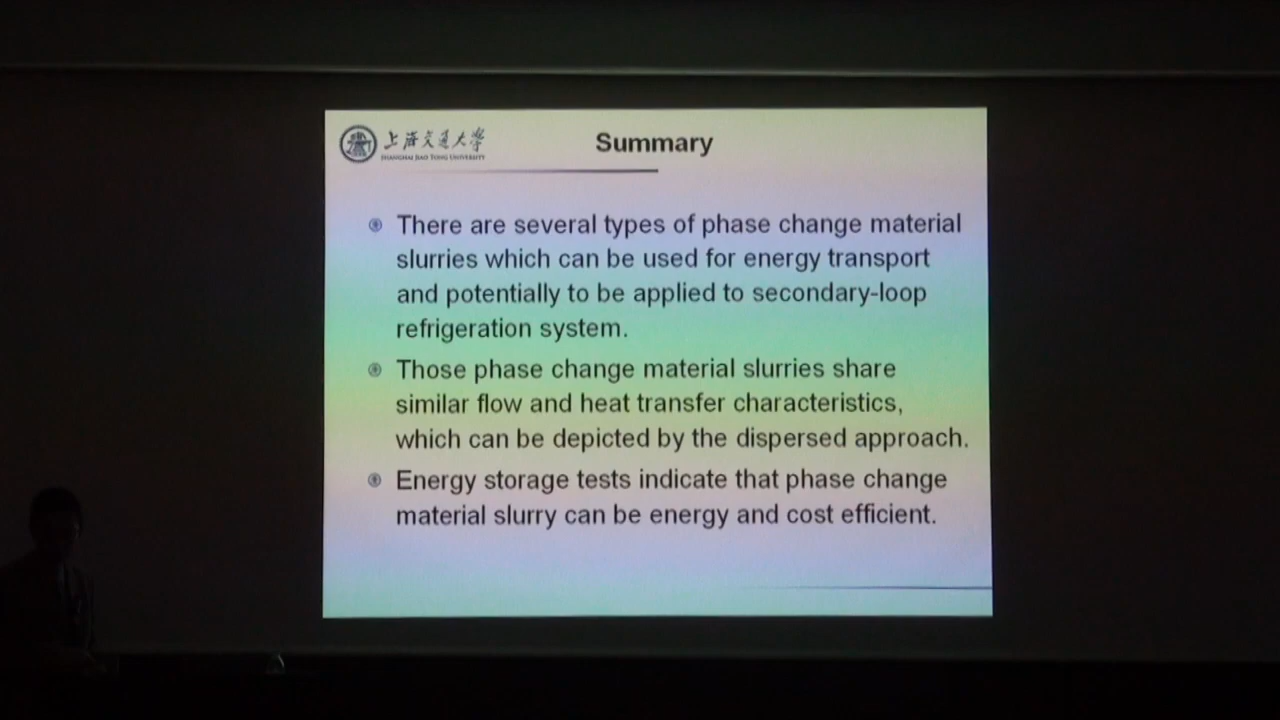 上海交通大学
SHANGHAI JIAO TONG UNIVERSITY
Summary
There are several types of phase change material
slurries which can be used for energy transport
and potentially to be applied to secondary-loop
refrigeration system.
Those phase change material slurries share
similar flow and heat transfer characteristics,
which can be depicted by the dispersed approach.
Energy storage tests indicate that phase change
material slurry can be energy and cost efficient.